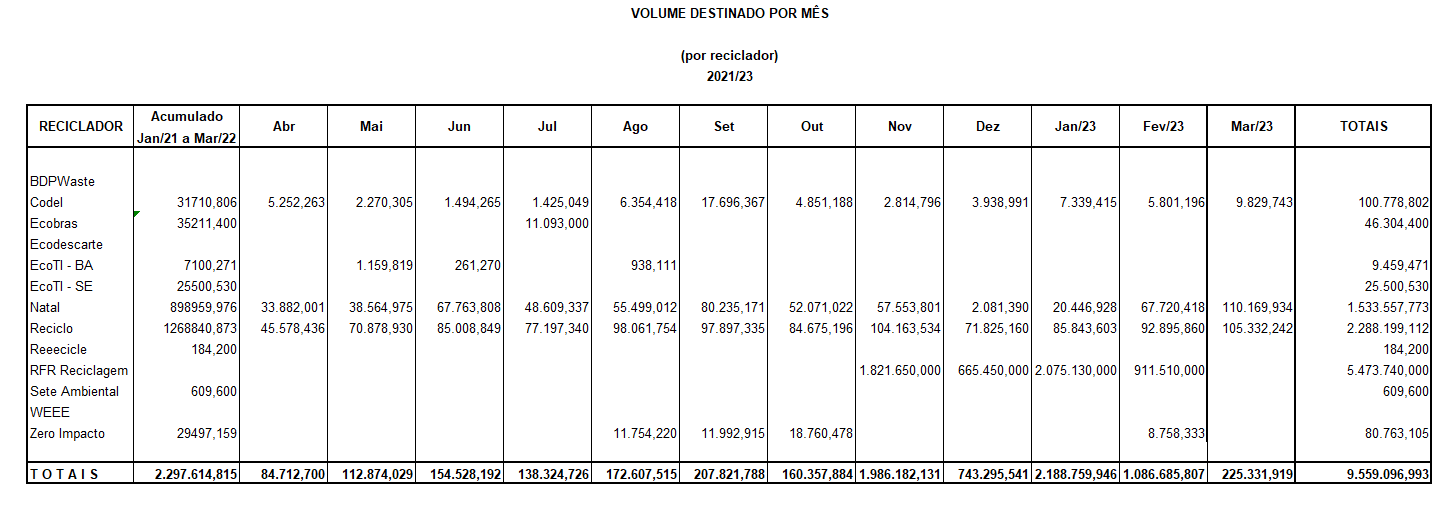 VOLUME DESTINADO POR MÊS
(por reciclador)
2021/23
RECICLADOR Acumulado Jan/21 a Mar/22 Abr Mai Jun Jul Ago Set Out Nov Dez Jan/23 Fev/23 Mar/23 TOTAIS
BDPWaste
Codel 31710,806 5.252,263 2.270,305 1.494,265 1.425,049 6.354,418 17.696,367 4.851,188 2.814,796 3.938,991 7.339,415 5.801,196 9.829,743 100.778,802
Ecobras 35211,400 11.093,000 46.304,400
Ecodescarte
EcoTI - BA 7100,271 1.159,819 261,270 938,111 9.459,471
EcoTI - SE 25500,530 25.500,530
Natal 898959,976 33.882,001 38.564,975 67.763,808 48.609,337 55.499,012 80.235,171 52.071,022 57.553,801 2.081,390 20.446,928 67.720,418 110.169,934 1.533.557,773
Reciclo 1268840,873 45.578,436 70.878,930 85.008,849 77.197,340 98.061,754 97.897,335 84.675,196 104.163,534 71.825,160 85.843,603 92.895,860 105.332,242 2.288.199,112
Reeecicle 184,200 184,200
RFR Reciclagem 1.821.650,000 665.450,000 2.075.130,000 911.510,000 5.473.740,000
Sete Ambiental 609,600 609,600
WEEE
Zero Impacto 29497,159 11.754,220 11.992,915 18.760,478 8.758,333 80.763,105
T O T A I S 2.297.614,815 84.712,700 112.874,029 154.528,192 138.324,726 172.607,515 207.821,788 160.357,884 1.986.182,131 743.295,541 2.188.759,946 1.086.685,807 225.331,919 9.559.096,993